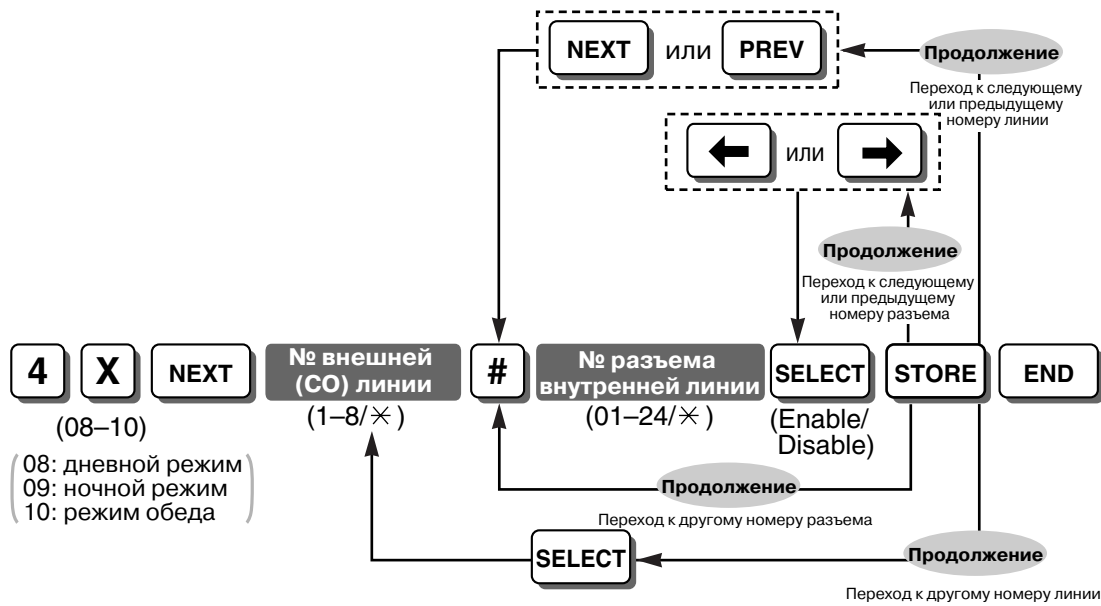 NEXT или PREV
Продолжение
Переход к следующему
или предыдущему
номеру линии
← или →
Продолжение
Переход к следующему
или предыдущему
номеру разъема
4 X NEXT
№ внешней
(CO) линии
#
№ разъема
внутренней линии
SELECT STORE END
(08–10)
(1–8/✳)
(01–24/✳)
(Enable/
Disable)
08: дневной режим
09: ночной режим
10: режим обеда
Продолжение
Переход к другому номеру разъема
SELECT
Продолжение
Переход к другому номеру линии